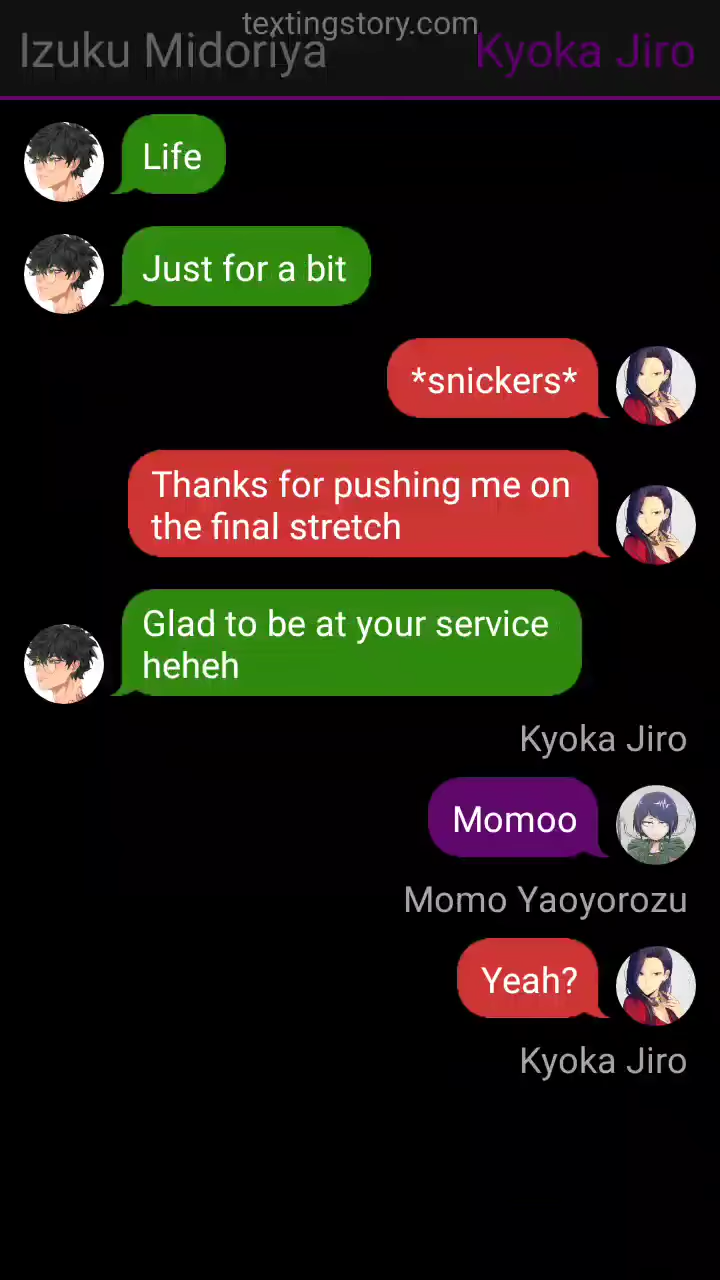 textingstory.com
Izuku Midoriya
Kyoka Jiro
Life
Just for a bit
*snickers*
Thanks for pushing me on
the final stretch
Glad to be at your service
heheh
Kyoka Jiro
Momoo
Momo Yaoyorozu
Yeah?
Kyoka Jiro